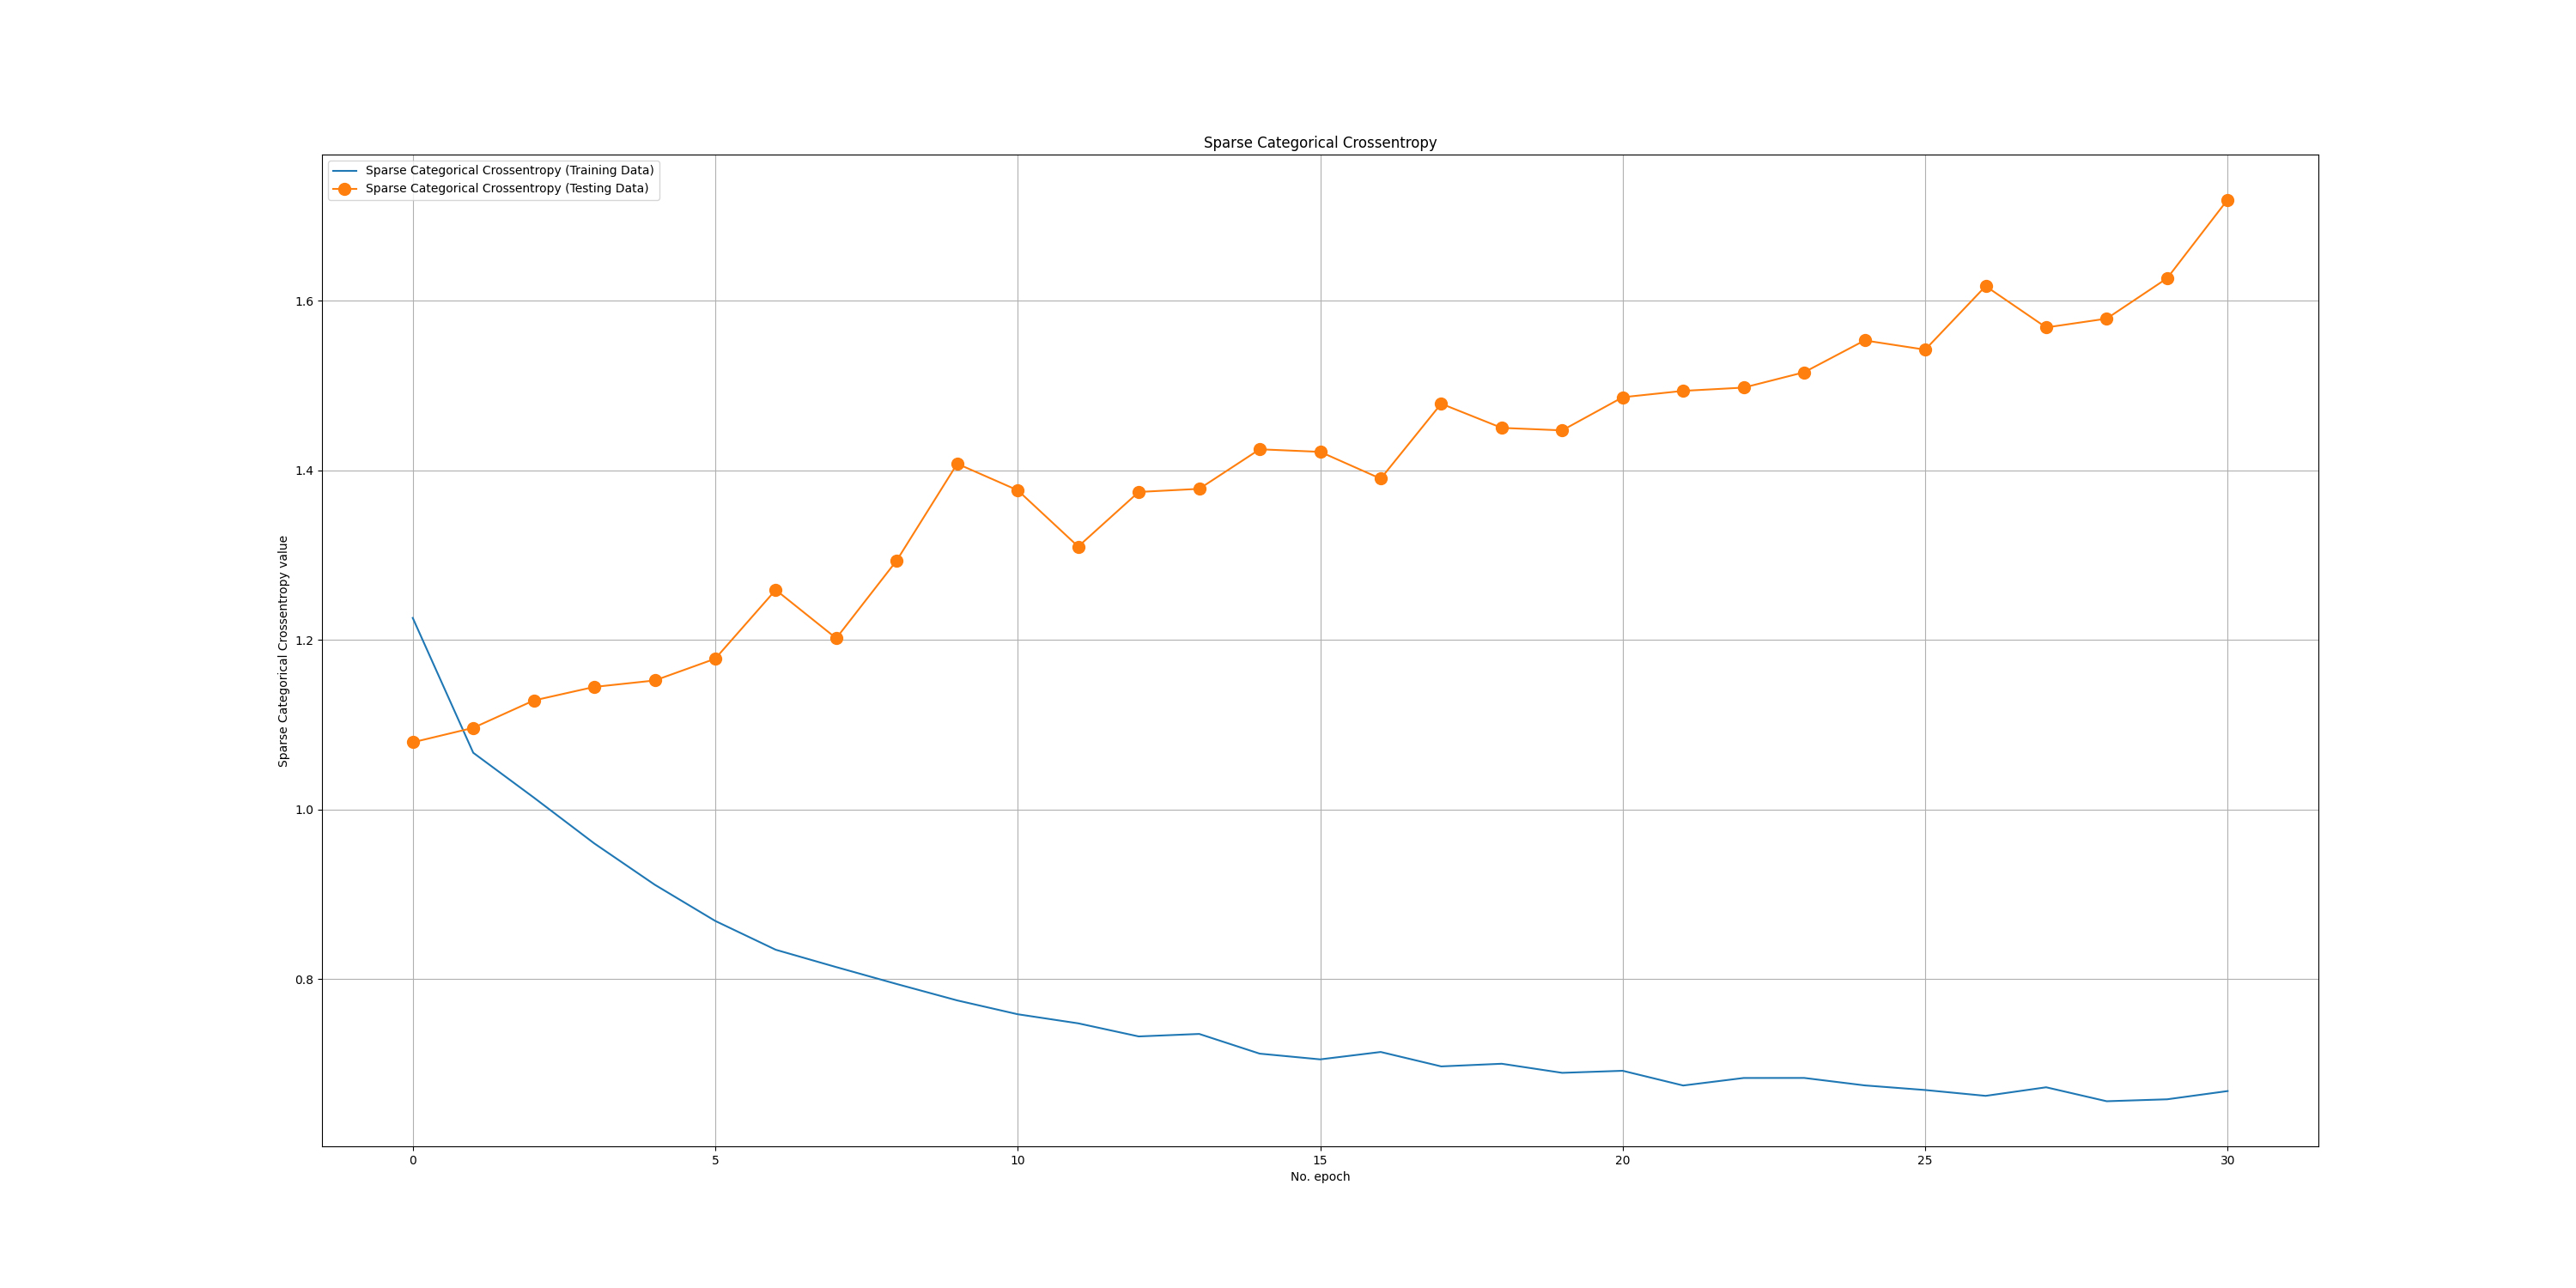 Sparse Categorical Crossentropy
Sparse Categorical Crossentropy (Training Data)
Sparse Categorical Crossentropy (Testing Data)
Sparse Categorical Crossentropy value
1.6
1.4
1.2
1.0
0.8
0 5 10 15 20 25 30
No. epoch